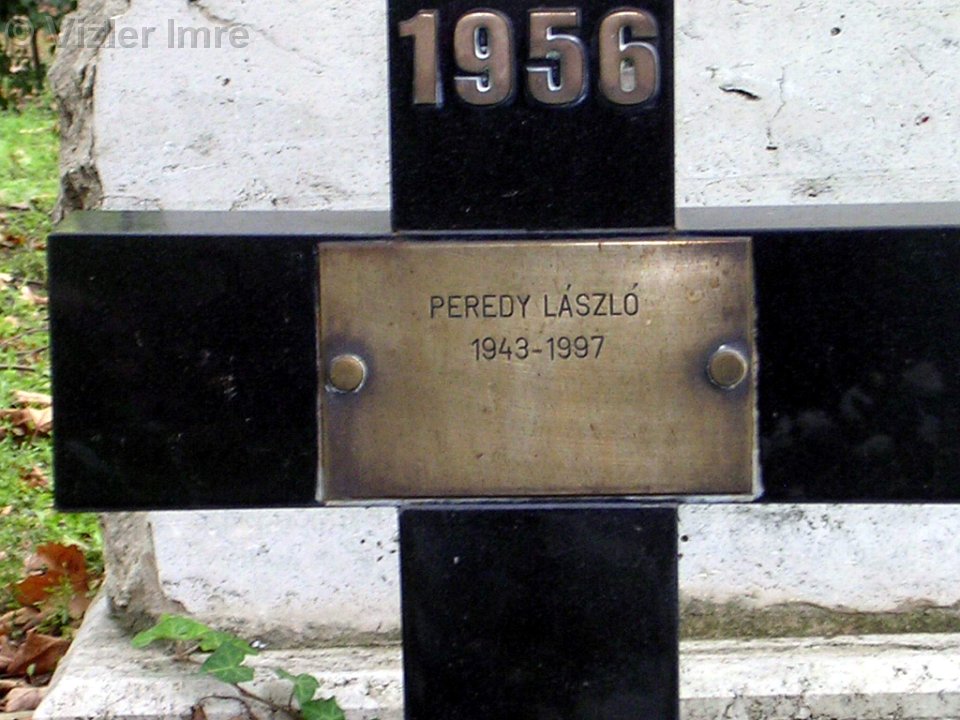 © Vizler Imre
1956
PEREDY LÁSZLÓ
1943-1997